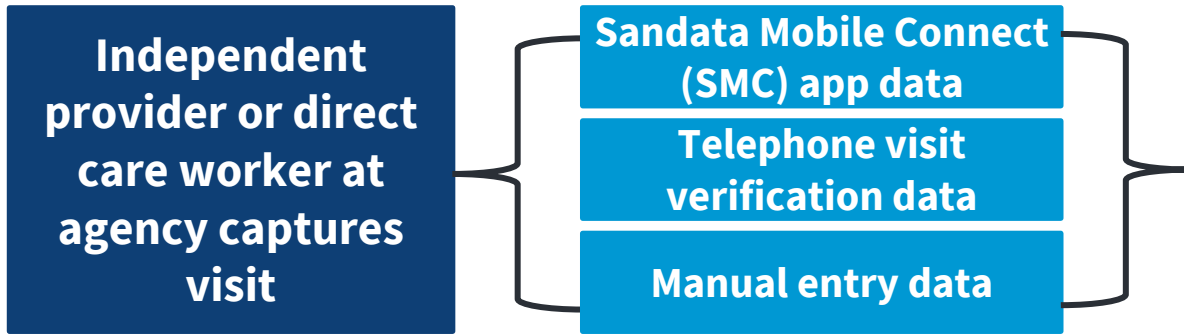 Independent
provider or direct
care worker at
agency captures
visit
Sandata Mobile Connect
(SMC) app data
Telephone visit
verification data
Manual entry data